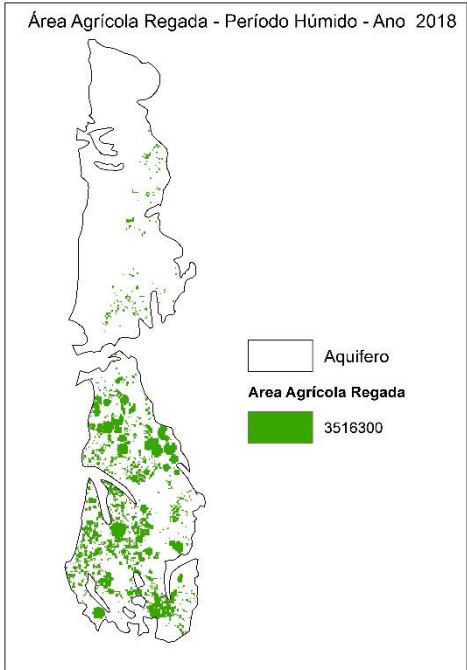 Área Agrícola Regada - Período Húmido - Ano 2018
Aquifero
Area Agrícola Regada
3516300